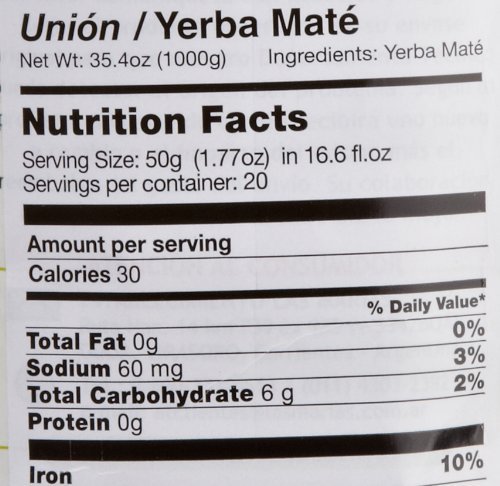 Unión / Yerba Maté
Net Wt: 35.4oz (1000g) Ingredients: Yerba Maté
Nutrition Facts
Serving Size: 50g (1.77oz) in 16.6 fl.oz
Servings per container: 20
Amount per serving
Calories 30
% Daily Value*
Total Fat 0g 0%
Sodium 60 mg 3%
Total Carbohydrate 6 g 2%
Protein 0g
Iron 10%